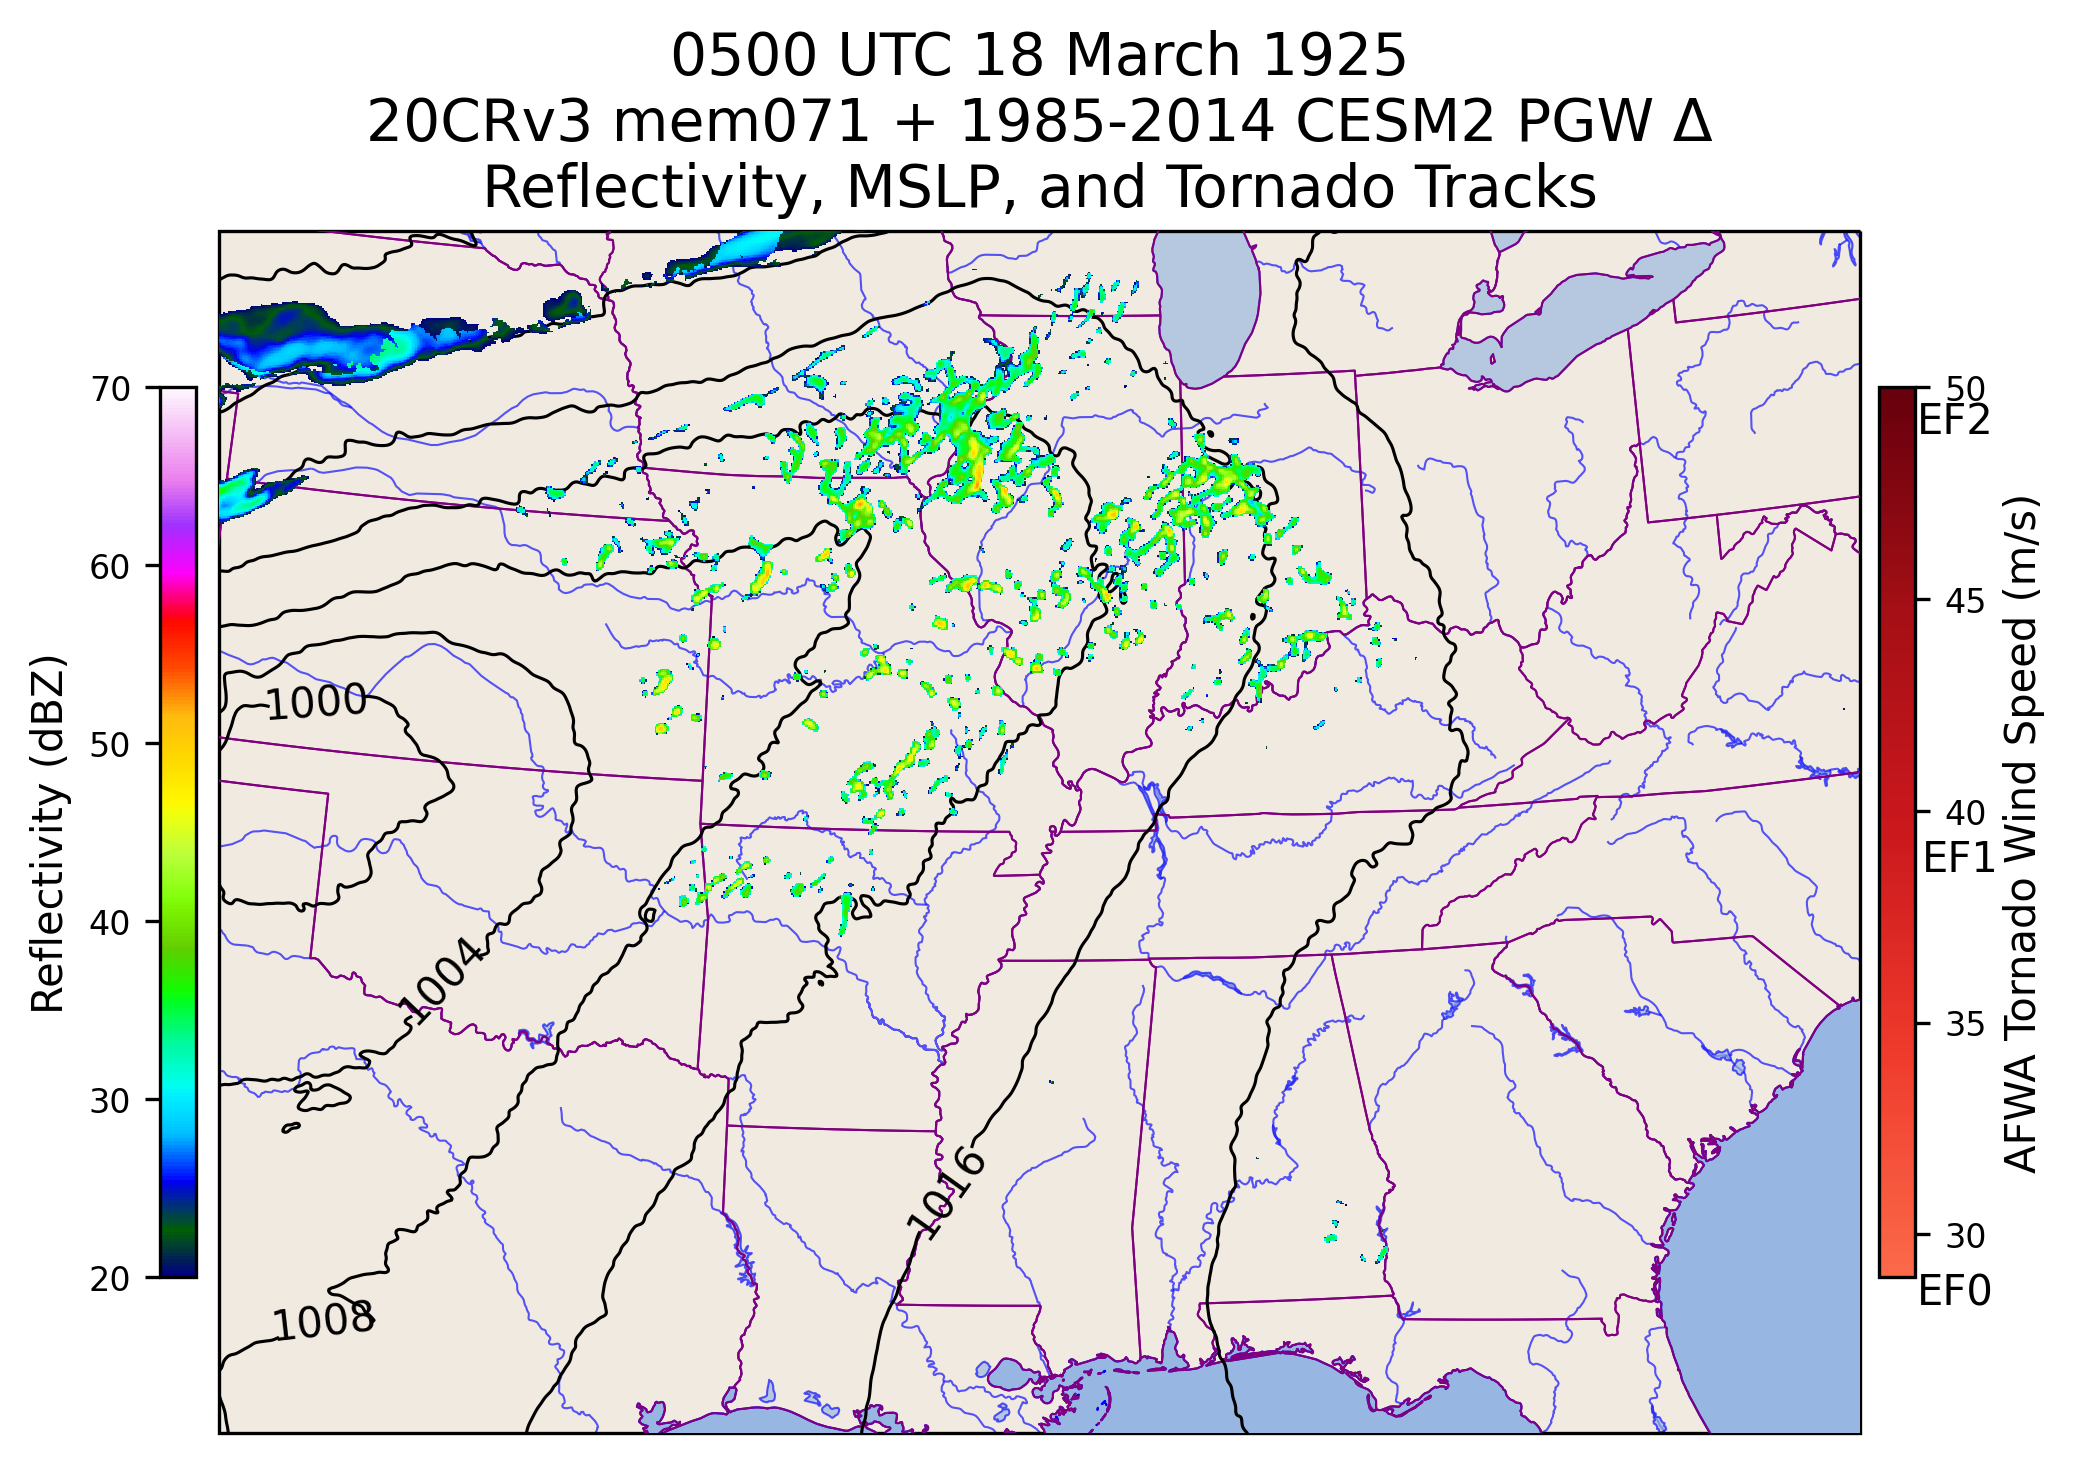 0500 UTC 18 March 1925
20CRv3 mem071 + 1985-2014 CESM2 PGW Δ
Reflectivity, MSLP, and Tornado Tracks
70
60
50
40
30
20
Reflectivity (dBZ)
1000
1004
1008
1016
50
EF2
45
40
EF1
35
30
EF0
AFWA Tornado Wind Speed (m/s)